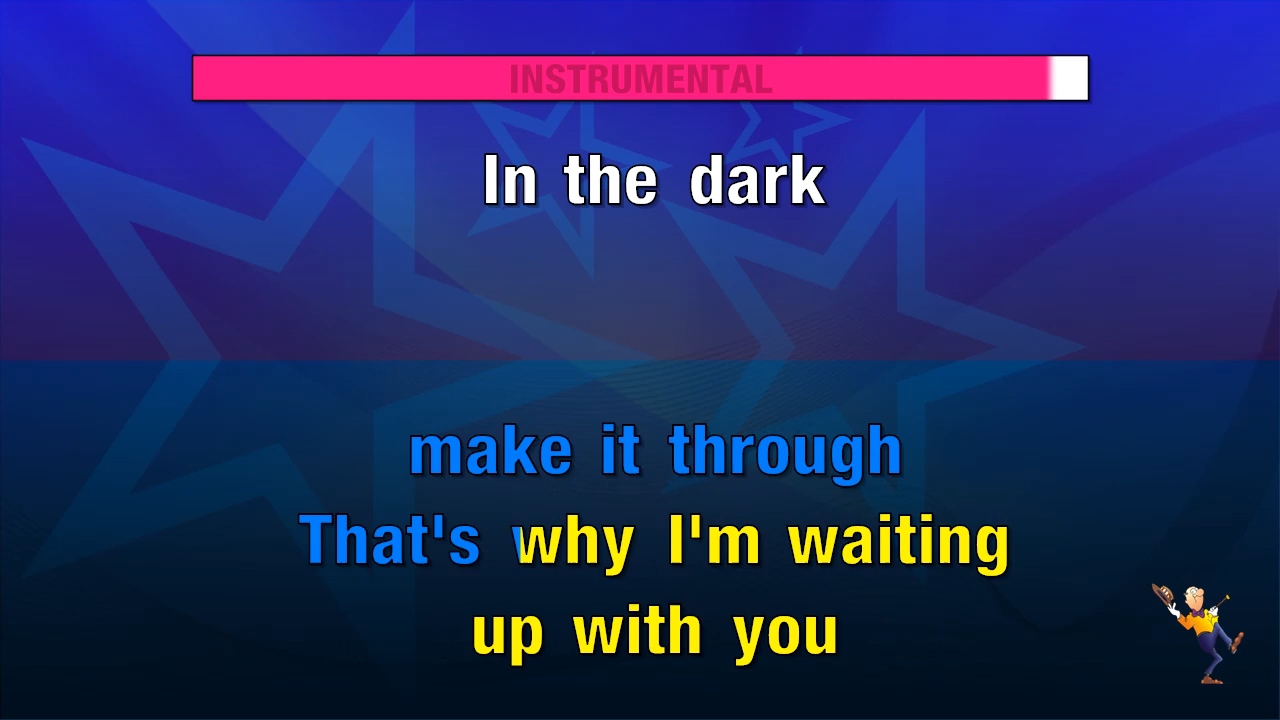 INSTRUMENTAL
In the dark
make it through
That's why I'm waiting
up with you